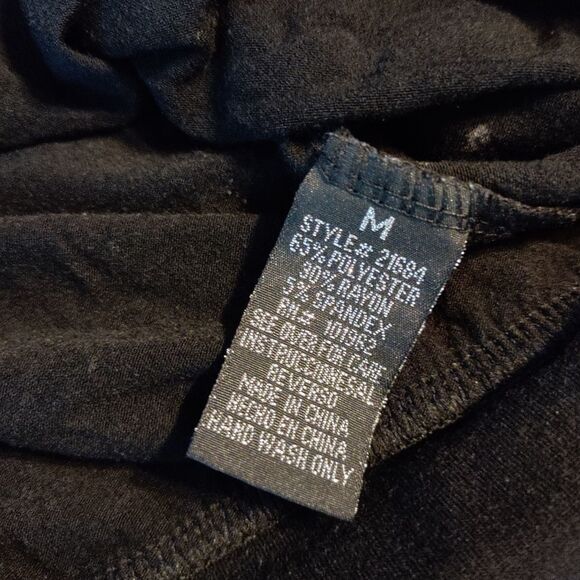 M
STYLE# 21684
65% POLYESTER
30% RAYON
5% SPANDEX
RN# 101962
SEE OVER FOR CARE
INSTRUCCIONES AL
REVERSO
MADE IN CHINA
HECHO EN CHINA
HAND WASH ONLY